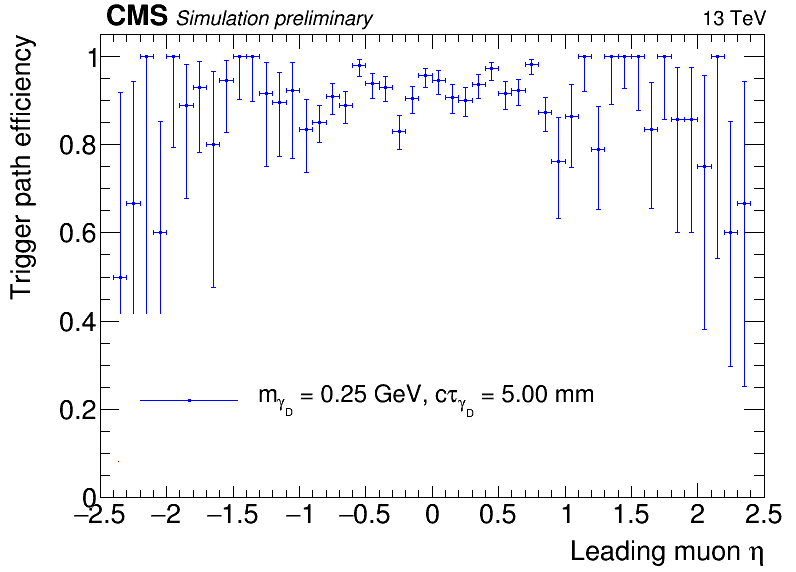 CMS Simulation preliminary 13 TeV
Trigger path efficiency
1
0.8
0.6
0.4
0.2
0
m_γ_D = 0.25 GeV, cτ_γ_D = 5.00 mm
−2.5 −2 −1.5 −1 −0.5 0 0.5 1 1.5 2 2.5
Leading muon η